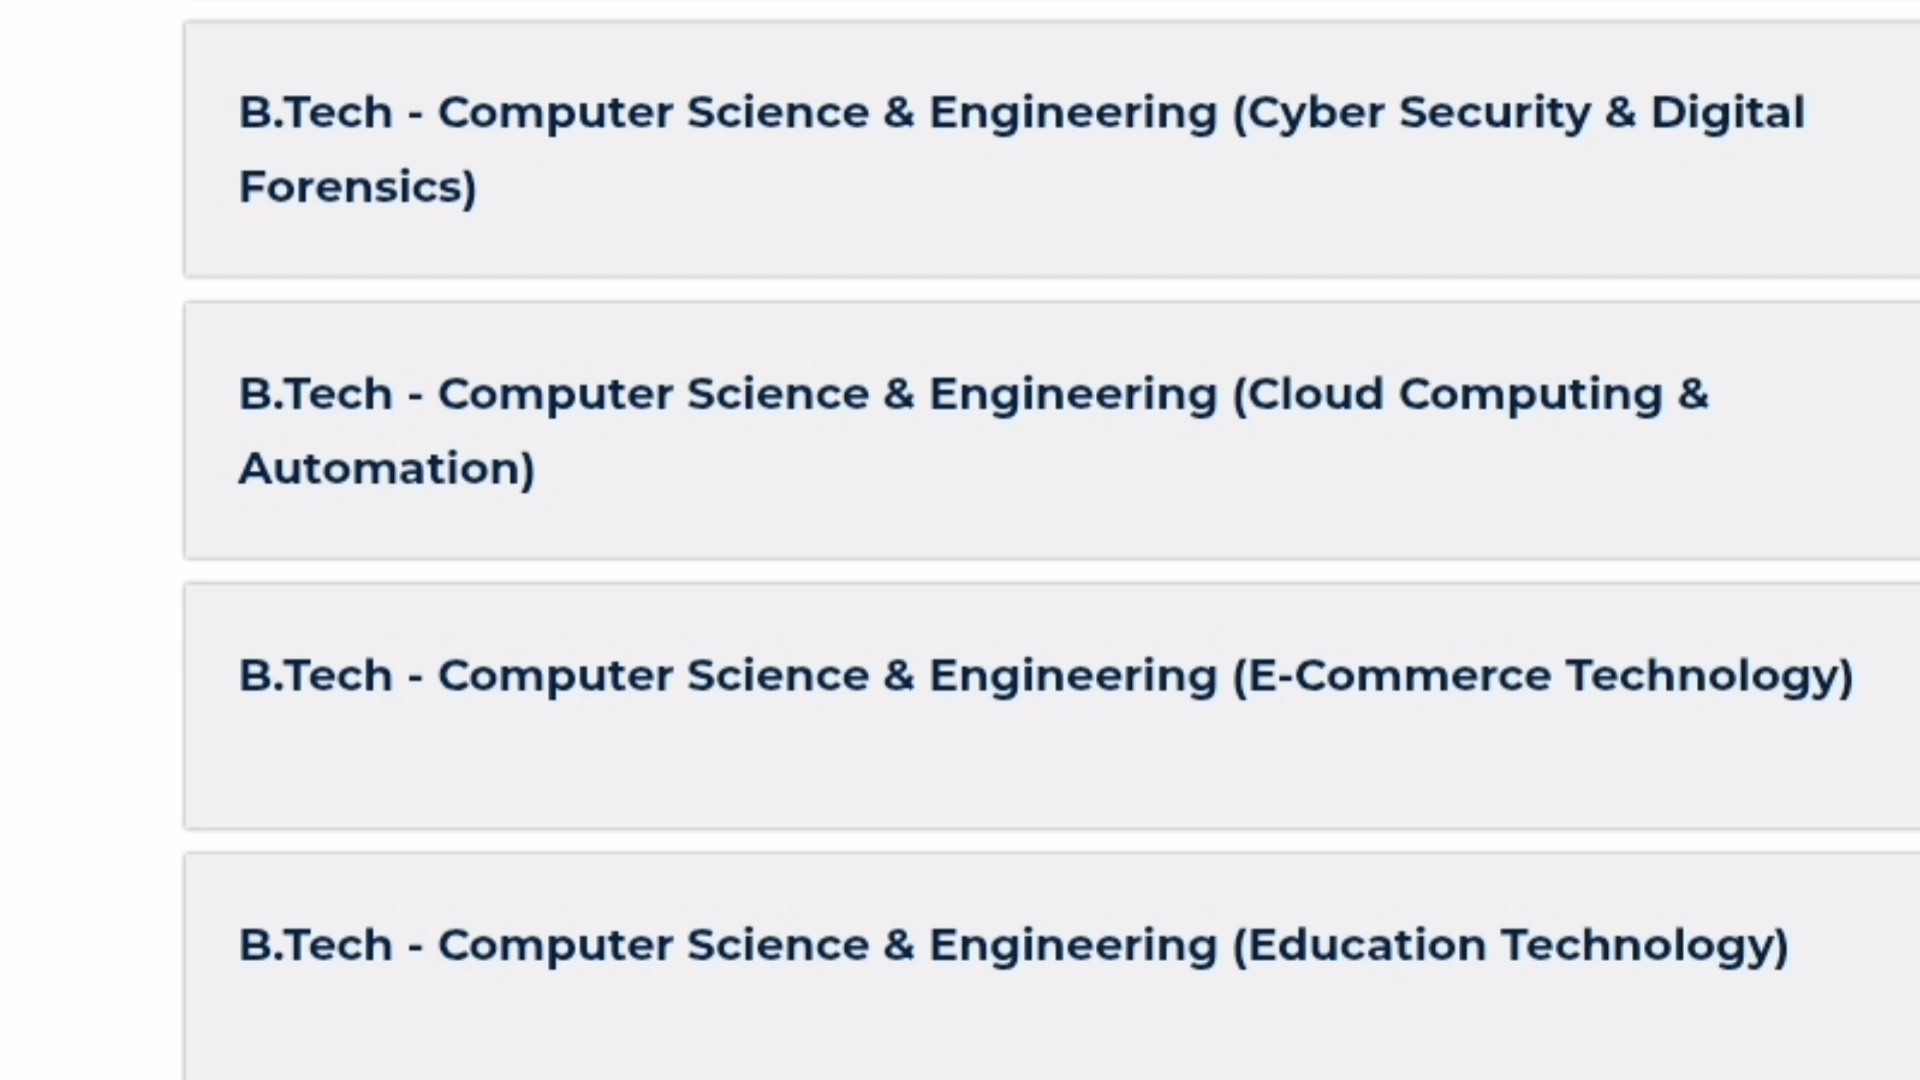 B.Tech - Computer Science & Engineering (Cyber Security & Digital
Forensics)
B.Tech - Computer Science & Engineering (Cloud Computing &
Automation)
B.Tech - Computer Science & Engineering (E-Commerce Technology)
B.Tech - Computer Science & Engineering (Education Technology)